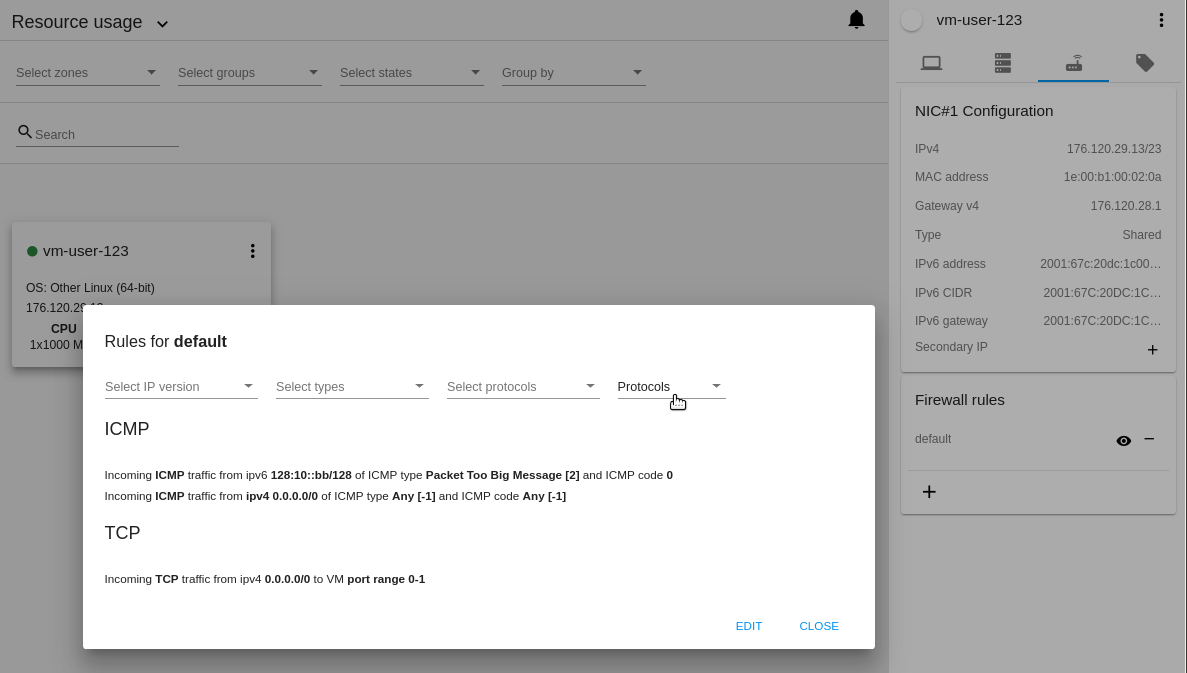 Resource usage
Select zones
Select groups
Select states
Group by
Search
vm-user-123
OS: Other Linux (64-bit)
176.120.29.13
CPU
1x1000 M
Rules for default
Select IP version
Select types
Select protocols
Protocols
ICMP
Incoming ICMP traffic from ipv6 128:10::bb/128 of ICMP type Packet Too Big Message [2] and ICMP code 0
Incoming ICMP traffic from ipv4 0.0.0.0/0 of ICMP type Any [-1] and ICMP code Any [-1]
TCP
Incoming TCP traffic from ipv4 0.0.0.0/0 to VM port range 0-1
EDIT
CLOSE
vm-user-123
NIC#1 Configuration
IPv4 176.120.29.13/23
MAC address 1e:00:b1:00:02:0a
Gateway v4 176.120.28.1
Type Shared
IPv6 address 2001:67c:20dc:1c00…
IPv6 CIDR 2001:67C:20DC:1C…
IPv6 gateway 2001:67C:20DC:1C…
Secondary IP
Firewall rules
default